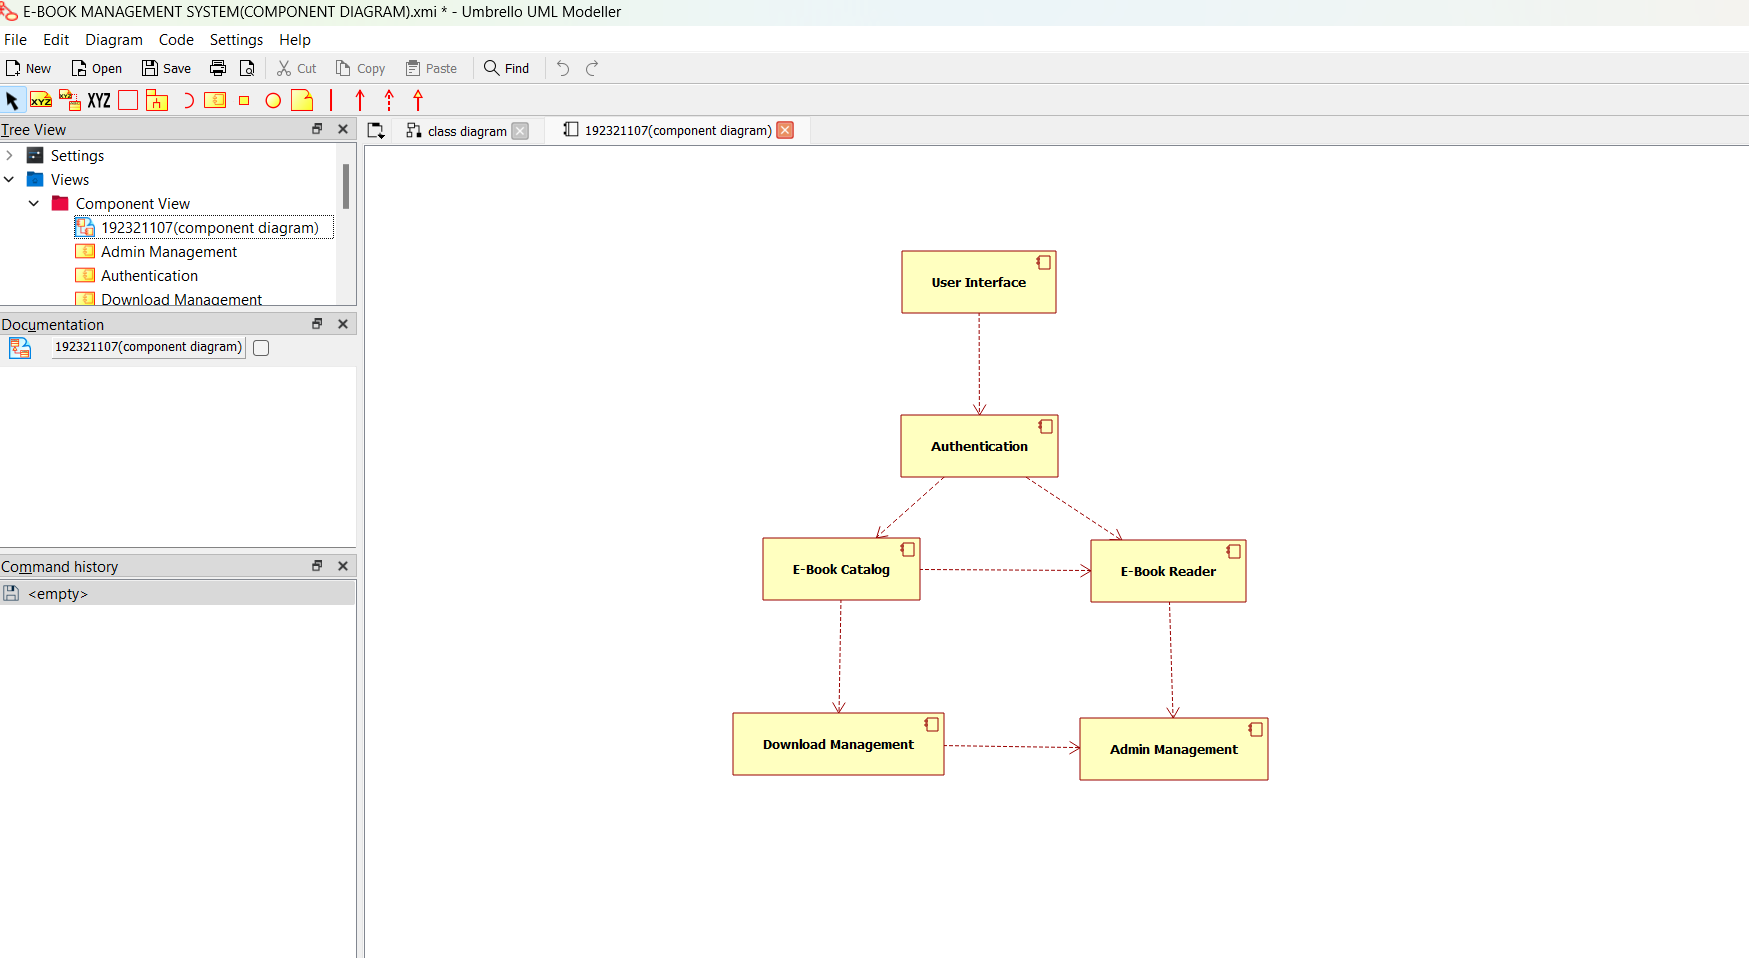 E-BOOK MANAGEMENT SYSTEM(COMPONENT DIAGRAM).xmi * - Umbrello UML Modeller
File Edit Diagram Code Settings Help
New Open Save Cut Copy Paste Find
XYZ XYZ XYZ
Tree View
class diagram 192321107(component diagram)
Settings
Views
Component View
192321107(component diagram)
Admin Management
Authentication
Download Management
Documentation
192321107(component diagram)
Command history
<empty>
User Interface
Authentication
E-Book Catalog
E-Book Reader
Download Management
Admin Management